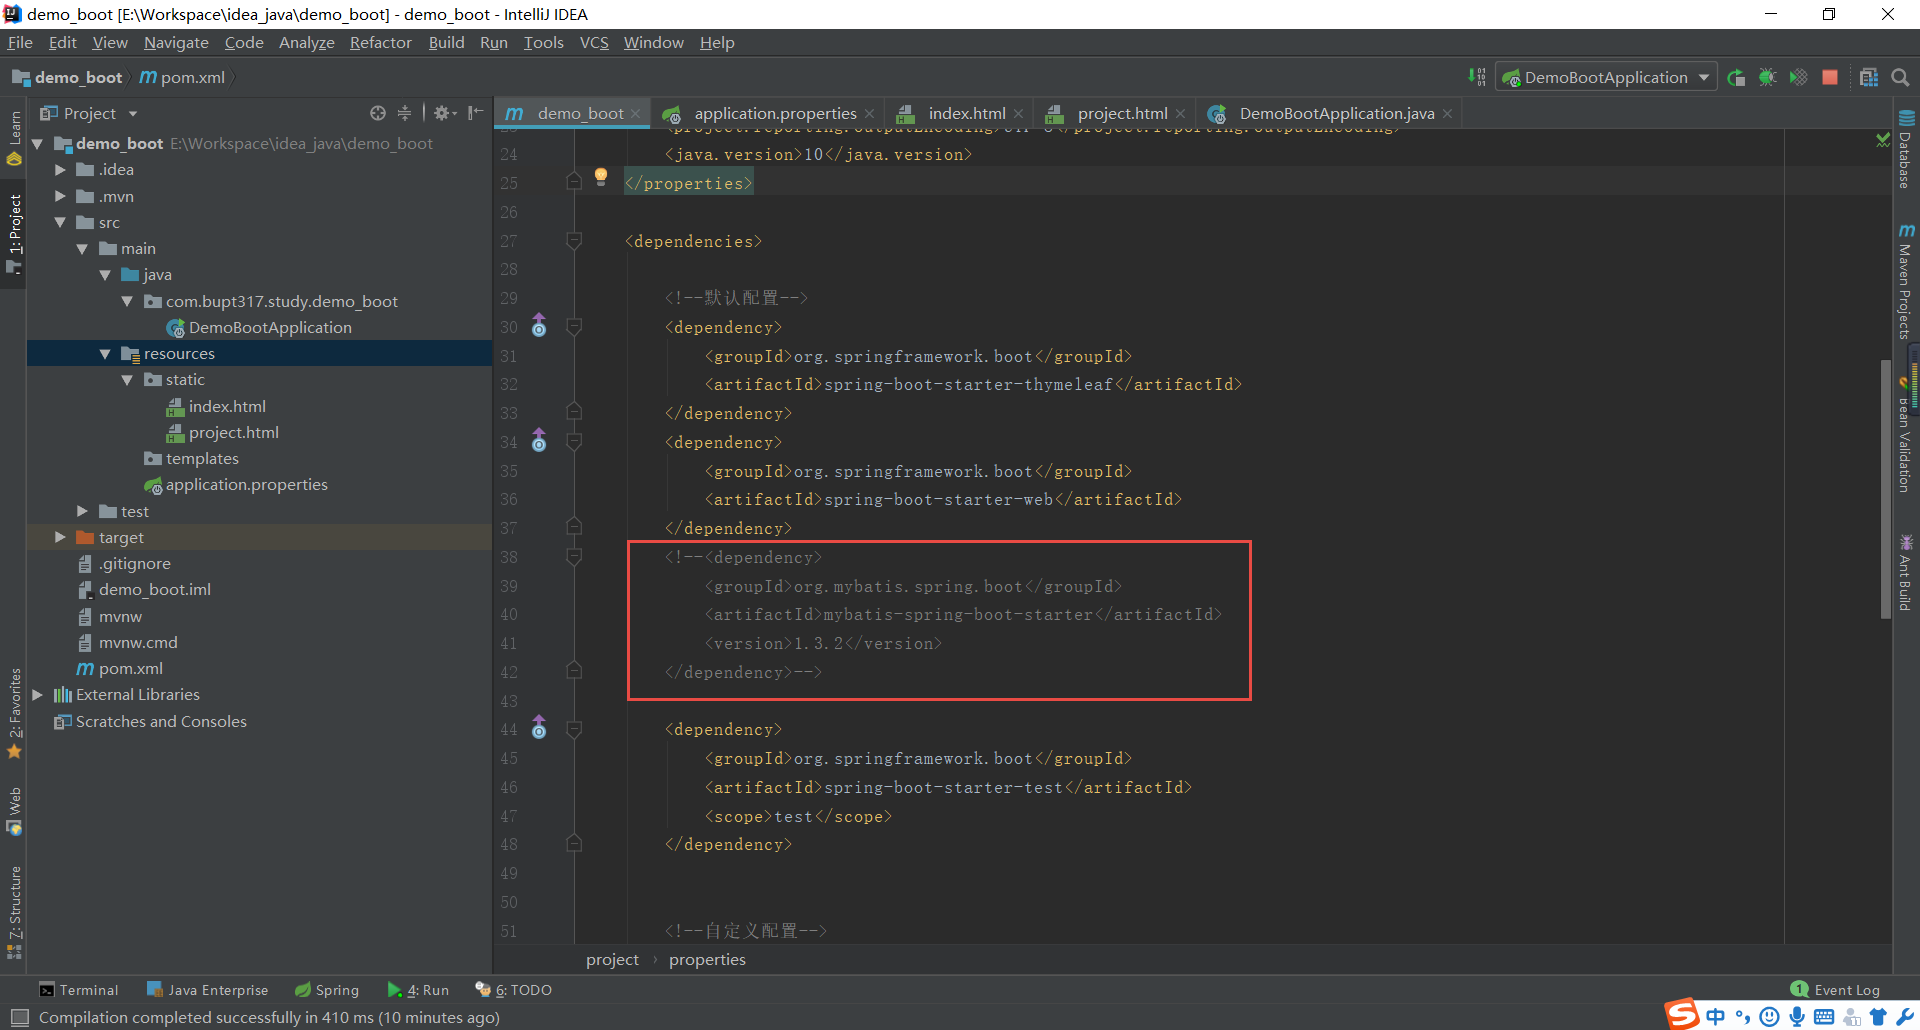 demo_boot [E:\Workspace\idea_java\demo_boot] - demo_boot - IntelliJ IDEA
File Edit View Navigate Code Analyze Refactor Build Run Tools VCS Window Help
demo_boot pom.xml
DemoBootApplication
Project
demo_boot
application.properties
index.html
project.html
DemoBootApplication.java
Learn
1: Project
2: Favorites
Web
7: Structure
demo_boot E:\Workspace\idea_java\demo_boot
.idea
.mvn
src
main
java
com.bupt317.study.demo_boot
DemoBootApplication
resources
static
index.html
project.html
templates
application.properties
test
target
.gitignore
demo_boot.iml
mvnw
mvnw.cmd
pom.xml
External Libraries
Scratches and Consoles
23 <project.reporting.outputEncoding>UTF-8</project.reporting.outputEncoding>
24 <java.version>10</java.version>
25 </properties>
26
27 <dependencies>
28
29 <!--默认配置-->
30 <dependency>
31 <groupId>org.springframework.boot</groupId>
32 <artifactId>spring-boot-starter-thymeleaf</artifactId>
33 </dependency>
34 <dependency>
35 <groupId>org.springframework.boot</groupId>
36 <artifactId>spring-boot-starter-web</artifactId>
37 </dependency>
38 <!--<dependency>
39 <groupId>org.mybatis.spring.boot</groupId>
40 <artifactId>mybatis-spring-boot-starter</artifactId>
41 <version>1.3.2</version>
42 </dependency>-->
43
44 <dependency>
45 <groupId>org.springframework.boot</groupId>
46 <artifactId>spring-boot-starter-test</artifactId>
47 <scope>test</scope>
48 </dependency>
49
50
51 <!--自定义配置-->
project › properties
Database
Maven Projects
Bean Validation
Ant Build
Terminal Java Enterprise Spring 4: Run 6: TODO
1 Event Log
Compilation completed successfully in 410 ms (10 minutes ago)
S 中